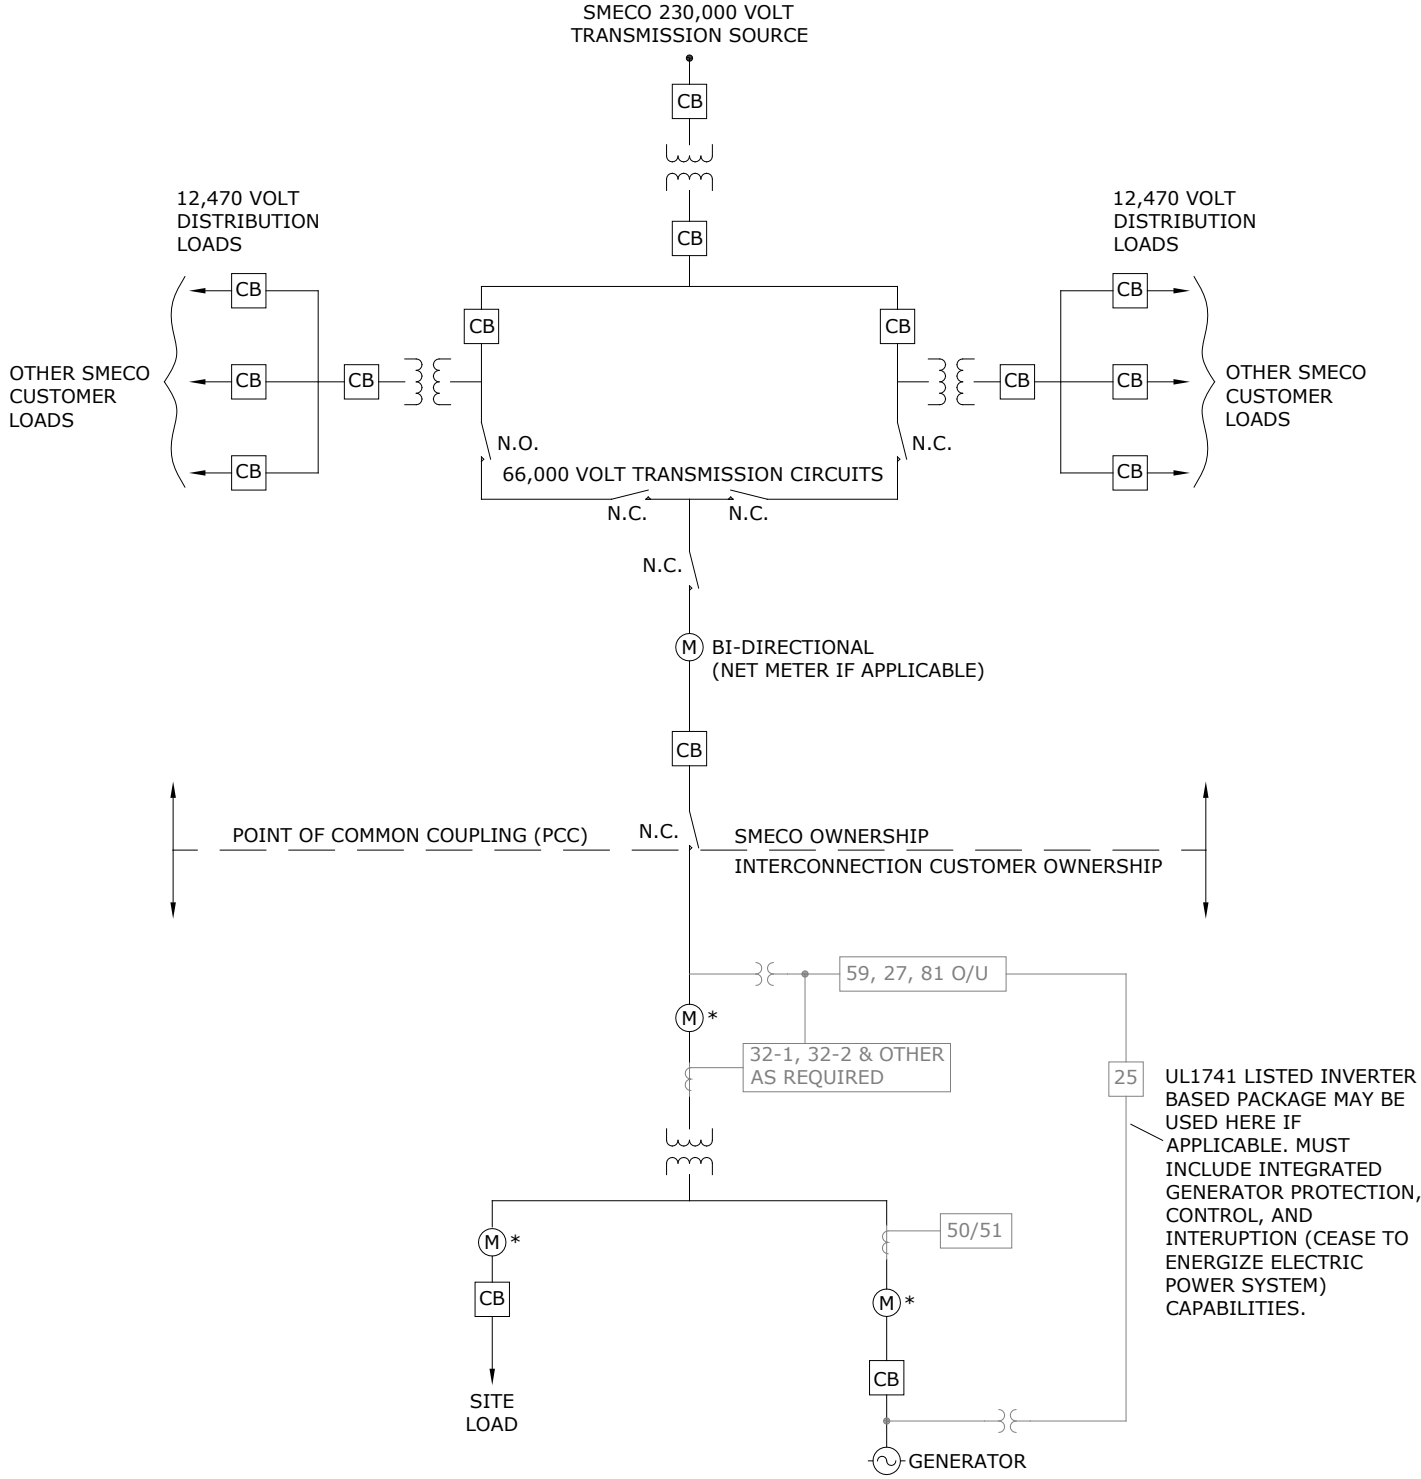 SMECO 230,000 VOLT
TRANSMISSION SOURCE
CB
CB
12,470 VOLT
DISTRIBUTION
LOADS
12,470 VOLT
DISTRIBUTION
LOADS
CB
CB
CB
CB
OTHER SMECO
CUSTOMER
LOADS
CB
CB
CB
CB
OTHER SMECO
CUSTOMER
LOADS
N.O.
N.C.
66,000 VOLT TRANSMISSION CIRCUITS
CB
CB
N.C.
N.C.
N.C.
M
BI-DIRECTIONAL
(NET METER IF APPLICABLE)
CB
POINT OF COMMON COUPLING (PCC)
N.C.
SMECO OWNERSHIP
INTERCONNECTION CUSTOMER OWNERSHIP
59, 27, 81 O/U
M *
32-1, 32-2 & OTHER
AS REQUIRED
25
UL1741 LISTED INVERTER
BASED PACKAGE MAY BE
USED HERE IF
APPLICABLE. MUST
INCLUDE INTEGRATED
GENERATOR PROTECTION,
CONTROL, AND
INTERUPTION (CEASE TO
ENERGIZE ELECTRIC
POWER SYSTEM)
CAPABILITIES.
50/51
M *
CB
M *
CB
SITE
LOAD
GENERATOR